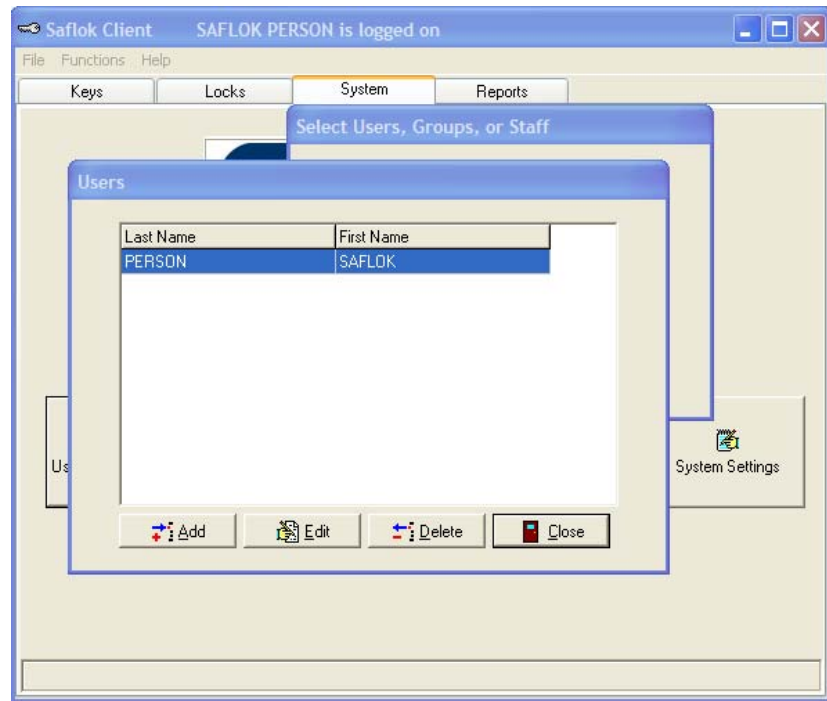 Saflok Client SAFLOK PERSON is logged on
File Functions Help
Keys Locks System Reports
Select Users, Groups, or Staff
Users
Last Name First Name
PERSON SAFLOK
System Settings
Add Edit Delete Close